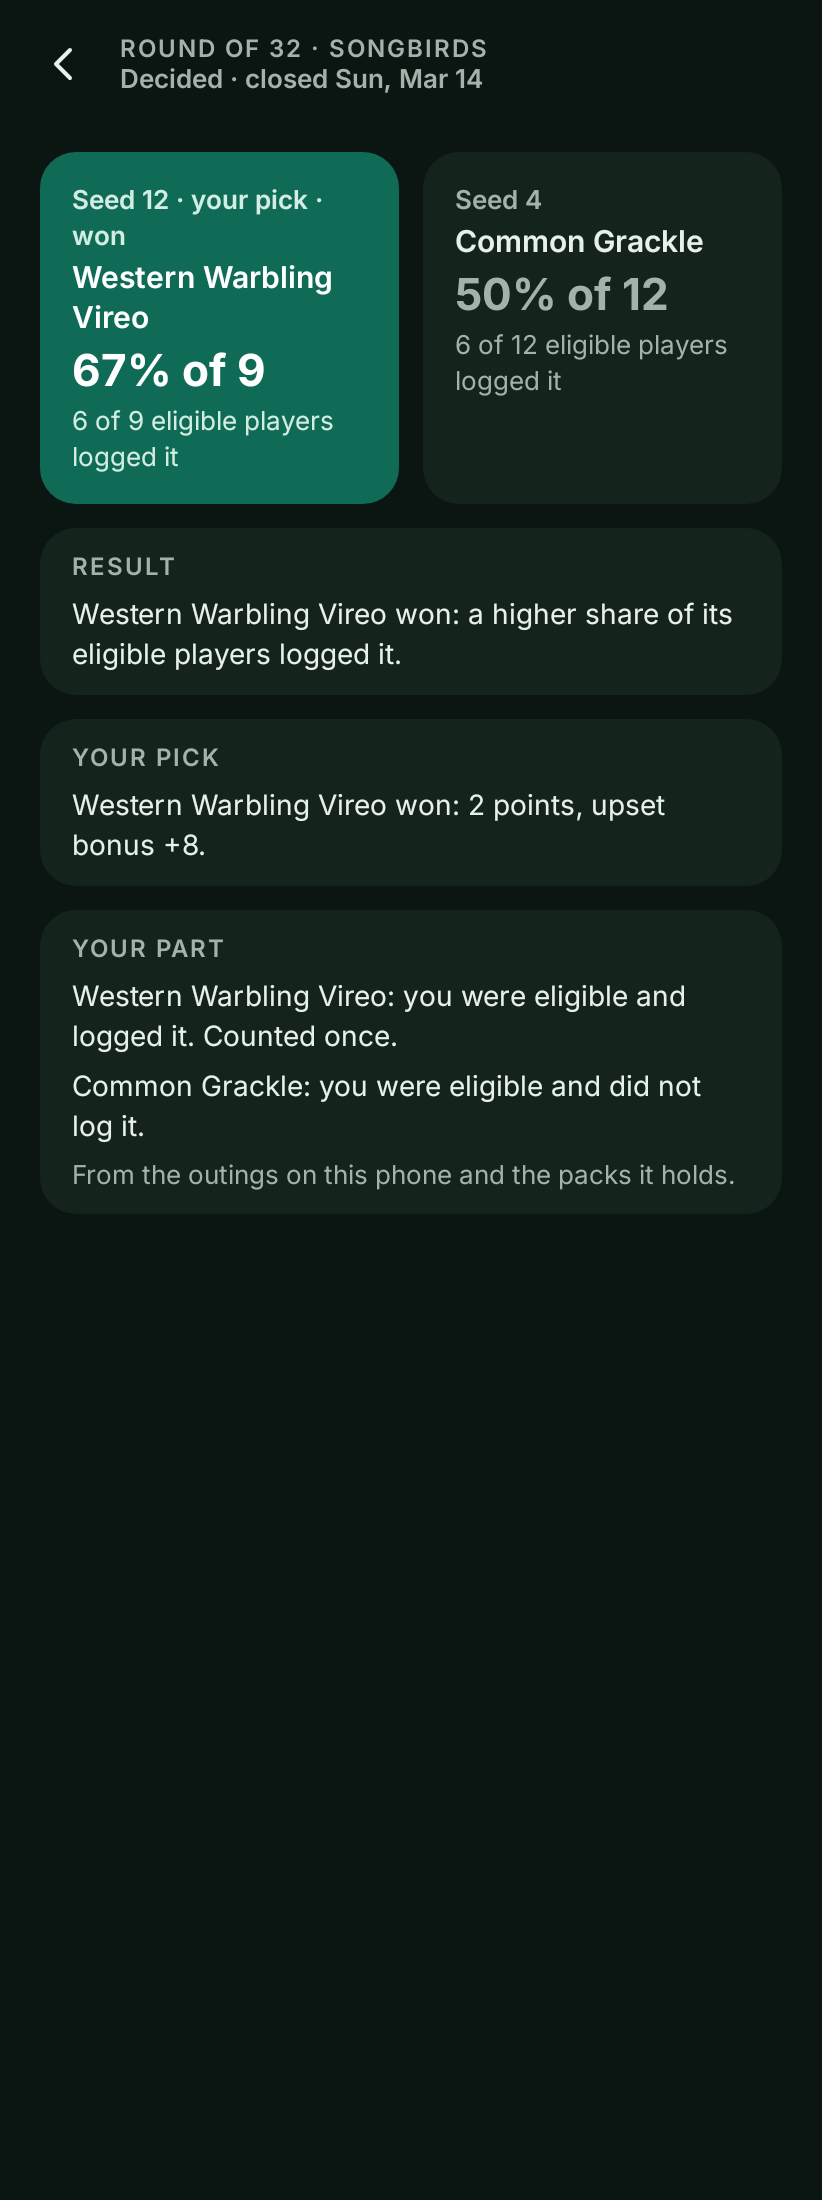 ROUND OF 32 · SONGBIRDS
Decided · closed Sun, Mar 14
Seed 12 · your pick ·
won
Western Warbling
Vireo
67% of 9
6 of 9 eligible players
logged it
Seed 4
Common Grackle
50% of 12
6 of 12 eligible players
logged it
RESULT
Western Warbling Vireo won: a higher share of its
eligible players logged it.
YOUR PICK
Western Warbling Vireo won: 2 points, upset
bonus +8.
YOUR PART
Western Warbling Vireo: you were eligible and
logged it. Counted once.
Common Grackle: you were eligible and did not
log it.
From the outings on this phone and the packs it holds.